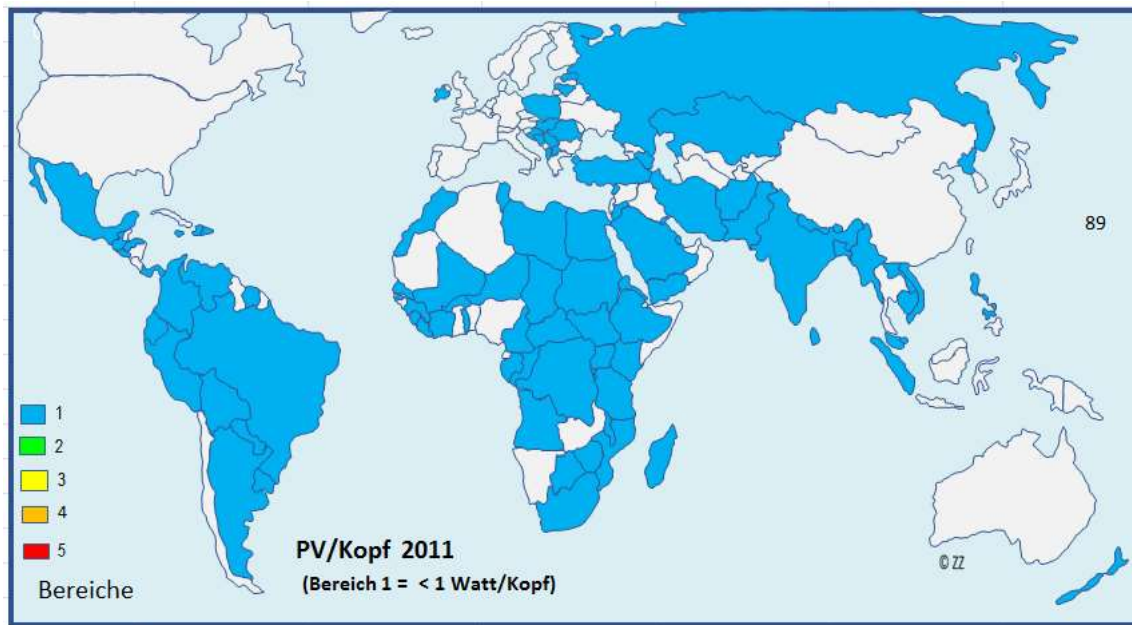 89
1
2
3
4
5
Bereiche
PV/Kopf 2011
(Bereich 1 = < 1 Watt/Kopf)
© ZZ